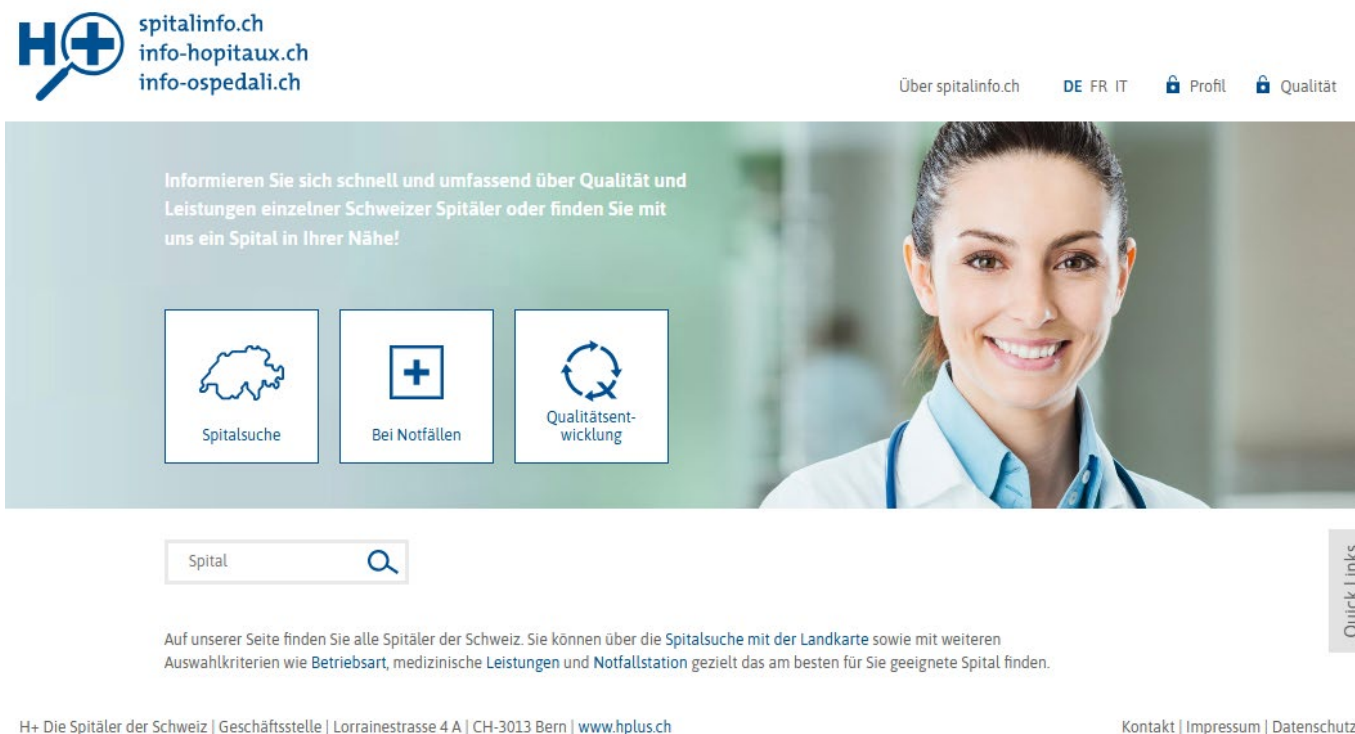 H+
spitalinfo.ch
info-hopitaux.ch
info-ospedali.ch
Über spitalinfo.ch DE FR IT Profil Qualität
Informieren Sie sich schnell und umfassend über Qualität und
Leistungen einzelner Schweizer Spitäler oder finden Sie mit
uns ein Spital in Ihrer Nähe!
Spitalsuche
Bei Notfällen
Qualitätsent-
wicklung
Spital
Quick Links
Auf unserer Seite finden Sie alle Spitäler der Schweiz. Sie können über die Spitalsuche mit der Landkarte sowie mit weiteren
Auswahlkriterien wie Betriebsart, medizinische Leistungen und Notfallstation gezielt das am besten für Sie geeignete Spital finden.
H+ Die Spitäler der Schweiz | Geschäftsstelle | Lorrainestrasse 4 A | CH-3013 Bern | www.hplus.ch
Kontakt | Impressum | Datenschutz